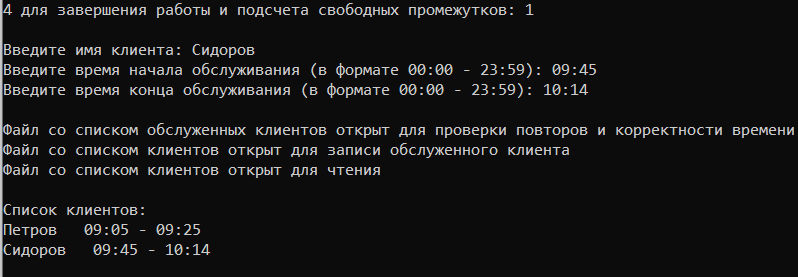 4 для завершения работы и подсчета свободных промежутков: 1
Введите имя клиента: Сидоров
Введите время начала обслуживания (в формате 00:00 - 23:59): 09:45
Введите время конца обслуживания (в формате 00:00 - 23:59): 10:14
Файл со списком обслуженных клиентов открыт для проверки повторов и корректности времени
Файл со списком клиентов открыт для записи обслуженного клиента
Файл со списком клиентов открыт для чтения
Список клиентов:
Петров   09:05 - 09:25
Сидоров   09:45 - 10:14